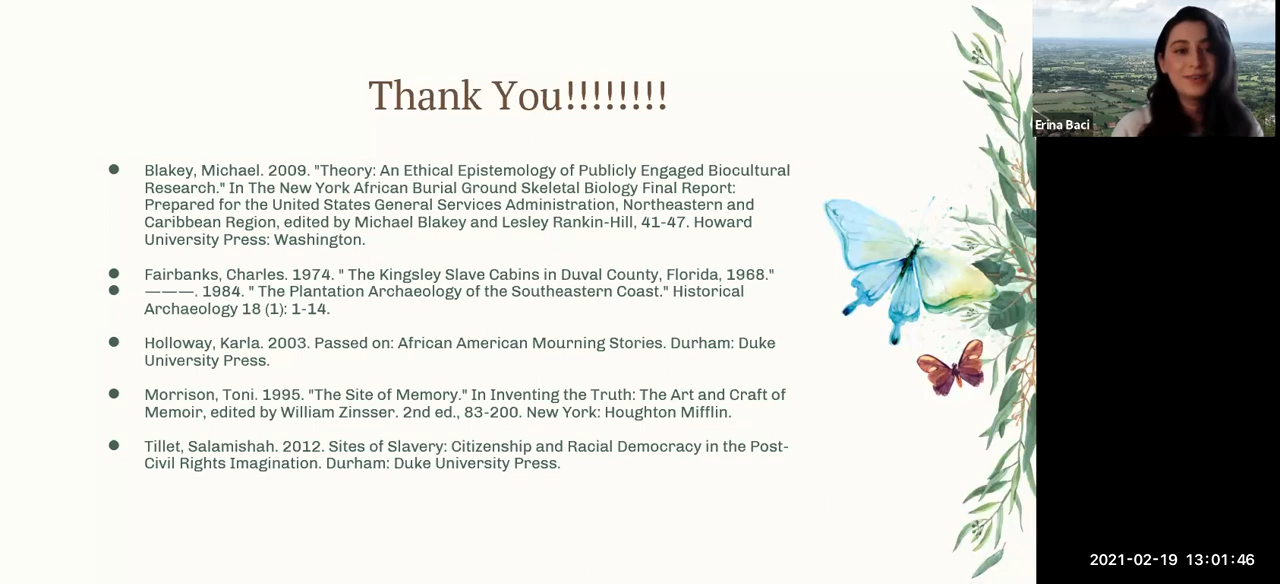 Thank You!!!!!!!!
Erina Baci
● Blakey, Michael. 2009. "Theory: An Ethical Epistemology of Publicly Engaged Biocultural
Research." In The New York African Burial Ground Skeletal Biology Final Report:
Prepared for the United States General Services Administration, Northeastern and
Caribbean Region, edited by Michael Blakey and Lesley Rankin-Hill, 41-47. Howard
University Press: Washington.
● Fairbanks, Charles. 1974. " The Kingsley Slave Cabins in Duval County, Florida, 1968."
● ———. 1984. " The Plantation Archaeology of the Southeastern Coast." Historical
Archaeology 18 (1): 1-14.
● Holloway, Karla. 2003. Passed on: African American Mourning Stories. Durham: Duke
University Press.
● Morrison, Toni. 1995. "The Site of Memory." In Inventing the Truth: The Art and Craft of
Memoir, edited by William Zinsser. 2nd ed., 83-200. New York: Houghton Mifflin.
● Tillet, Salamishah. 2012. Sites of Slavery: Citizenship and Racial Democracy in the Post-
Civil Rights Imagination. Durham: Duke University Press.
2021-02-19 13:01:46